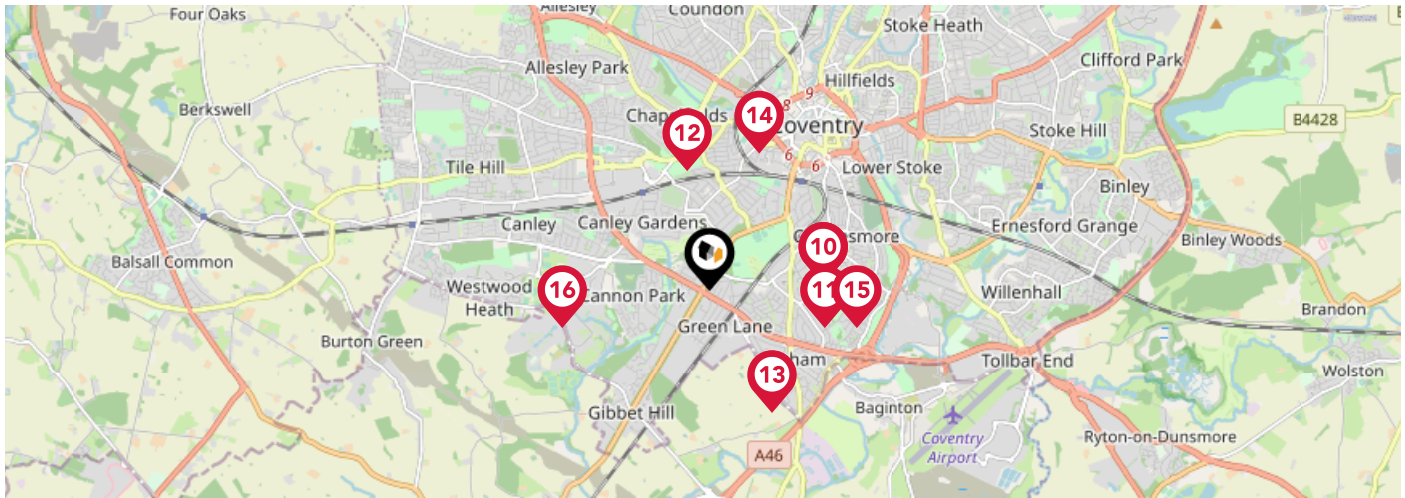 Four Oaks
Allesley
Coundon
Stoke Heath
Clifford Park
Allesley Park
Hillfields
9
8
Berkswell
14
12
Coventry
B4428
Stoke Hill
6
6
Tile Hill
Lower Stoke
Binley
Canley
Canley Gardens
Ernesford Grange
Binley Woods
10
Balsall Common
Westwood
Heath
16
Cannon Park
11
15
Willenhall
Brandon
Green Lane
Burton Green
Tollbar End
13
Wolston
Gibbet Hill
Baginton
Coventry
Airport
Ryton-on-Dunsmore
A46